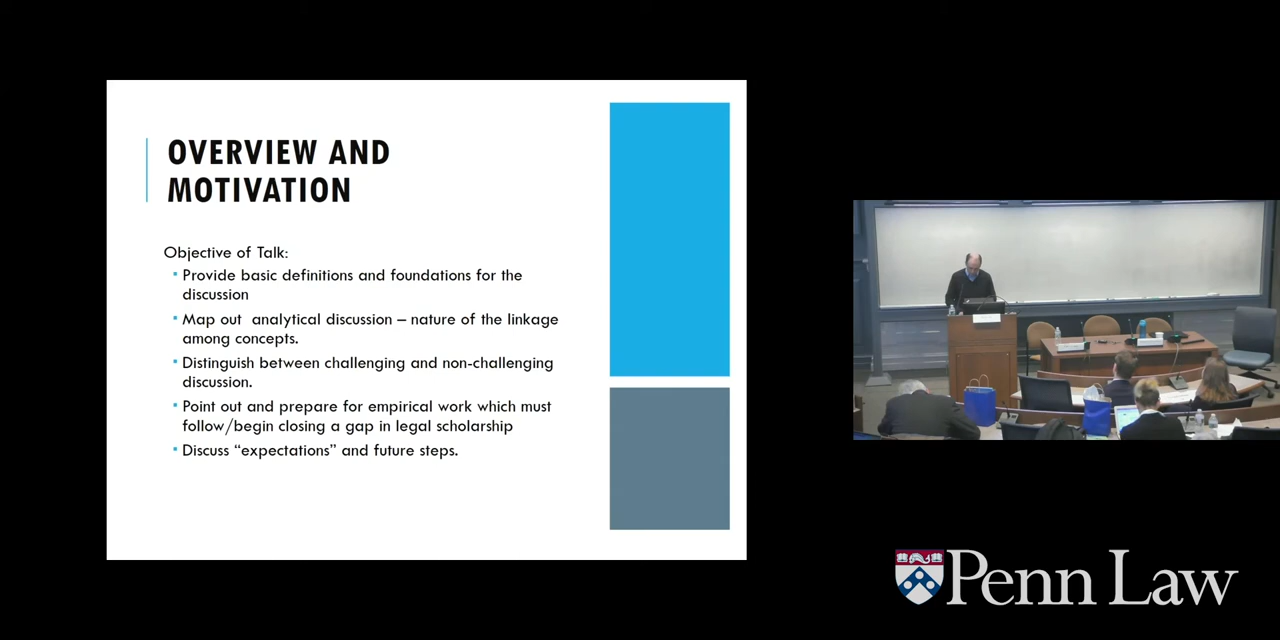 OVERVIEW AND
MOTIVATION
Objective of Talk:
▪ Provide basic definitions and foundations for the
discussion
▪ Map out analytical discussion – nature of the linkage
among concepts.
▪ Distinguish between challenging and non-challenging
discussion.
▪ Point out and prepare for empirical work which must
follow/begin closing a gap in legal scholarship
▪ Discuss “expectations” and future steps.
Penn Law